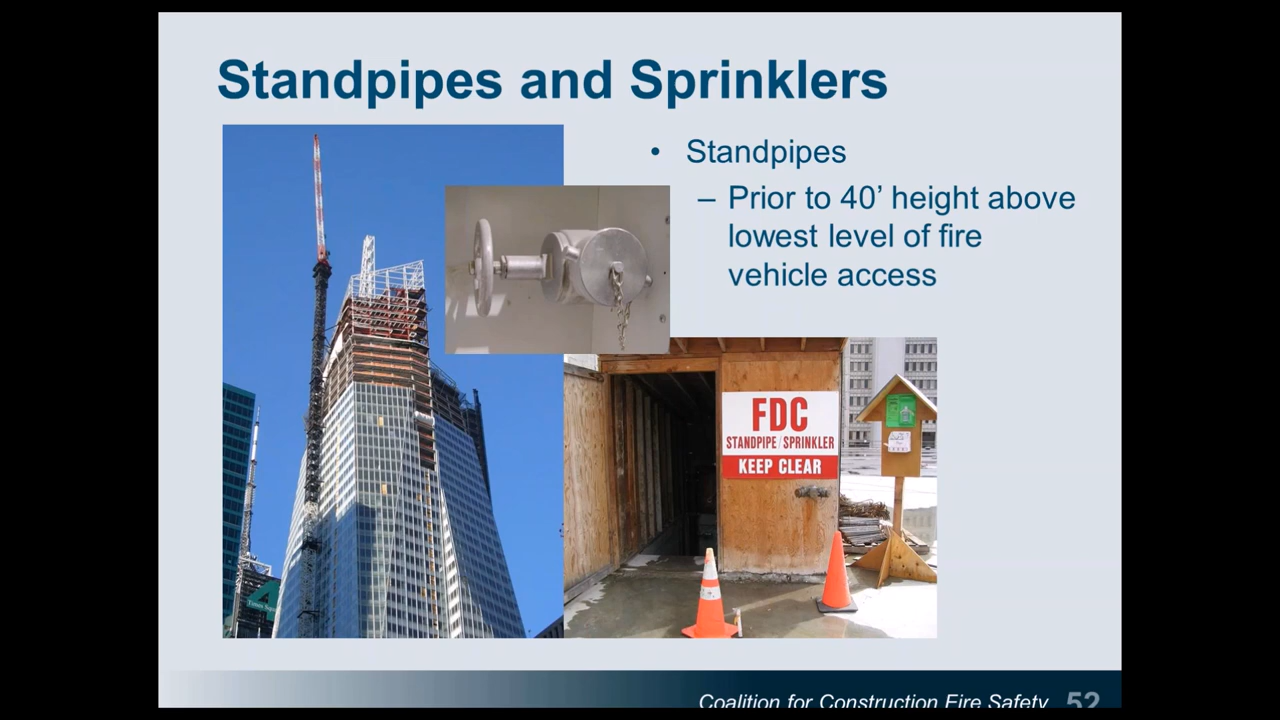 Standpipes and Sprinklers
• Standpipes
– Prior to 40’ height above
lowest level of fire
vehicle access
FDC
STANDPIPE/SPRINKLER
KEEP CLEAR
Coalition for Construction Fire Safety 52